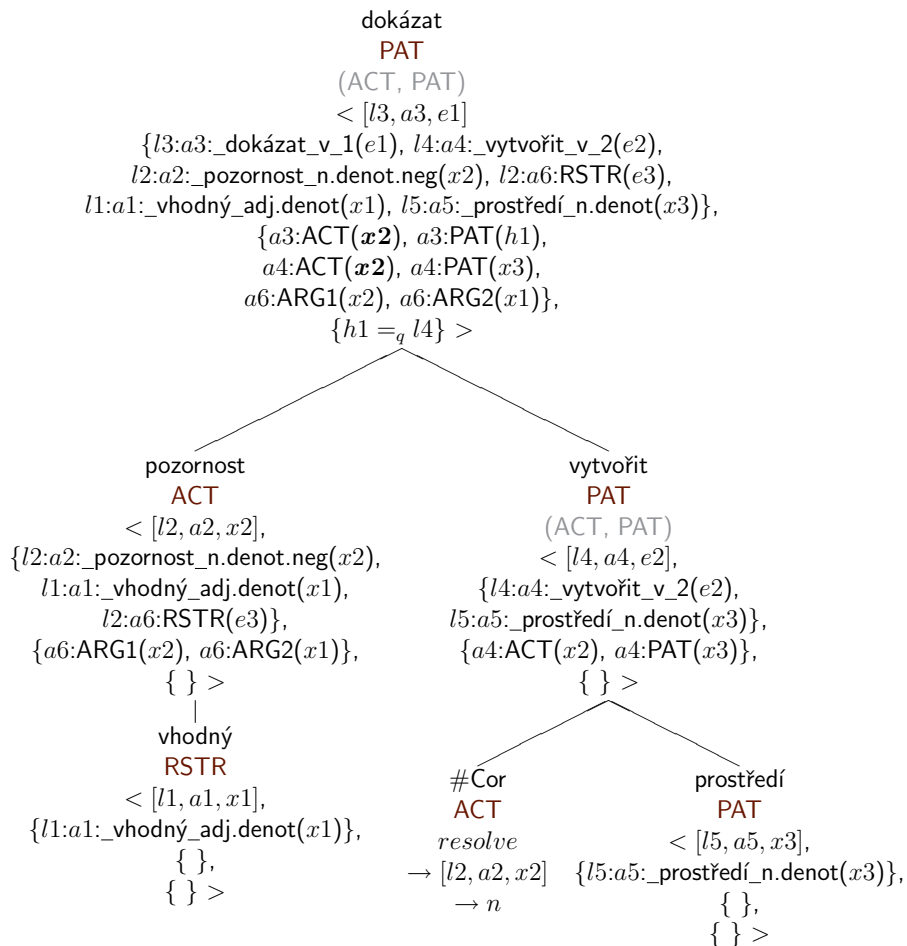 dokázat
PAT
(ACT, PAT)
< [l3, a3, e1]
{l3:a3:_dokázat_v_1(e1), l4:a4:_vytvořit_v_2(e2),
l2:a2:_pozornost_n.denot.neg(x2), l2:a6:RSTR(e3),
l1:a1:_vhodný_adj.denot(x1), l5:a5:_prostředí_n.denot(x3)},
{a3:ACT(x2), a3:PAT(h1),
a4:ACT(x2), a4:PAT(x3),
a6:ARG1(x2), a6:ARG2(x1)},
{h1 =q l4} >
pozornost
ACT
< [l2, a2, x2],
{l2:a2:_pozornost_n.denot.neg(x2),
l1:a1:_vhodný_adj.denot(x1),
l2:a6:RSTR(e3)},
{a6:ARG1(x2), a6:ARG2(x1)},
{ } >
vytvořit
PAT
(ACT, PAT)
< [l4, a4, e2],
{l4:a4:_vytvořit_v_2(e2),
l5:a5:_prostředí_n.denot(x3)},
{a4:ACT(x2), a4:PAT(x3)},
{ } >
vhodný
RSTR
< [l1, a1, x1],
{l1:a1:_vhodný_adj.denot(x1)},
{ },
{ } >
#Cor
ACT
resolve
→ [l2, a2, x2]
→ n
prostředí
PAT
< [l5, a5, x3],
{l5:a5:_prostředí_n.denot(x3)},
{ },
{ } >